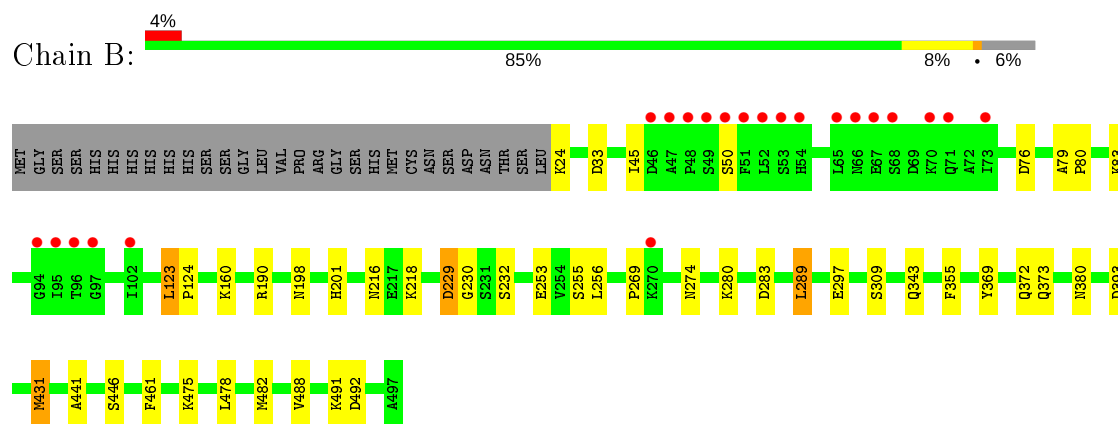 4%
Chain B:
85% 8% • 6%
MET GLY SER SER HIS HIS HIS HIS HIS HIS SER SER GLY LEU VAL PRO ARG GLY SER HIS MET CYS ASN SER ASP ASN THR SER LEU K24 D33 I45 D46 A47 P48 S49 S50 F51 L52 S53 H54 L65 N66 E67 S68 D69 K70 Q71 A72 I73 D76 A79 P80 K83
G94 I95 T96 G97 I102 L123 P124 K160 R190 N198 H201 N216 E217 K218 D229 G230 S231 S232 E253 V254 S255 L256 P269 K270 N274 K280 D283 L289 E297 S309 Q343 F355 Y369 Q372 Q373 N380
M431 A441 S446 F461 K475 L478 M482 V488 K491 D492 A497